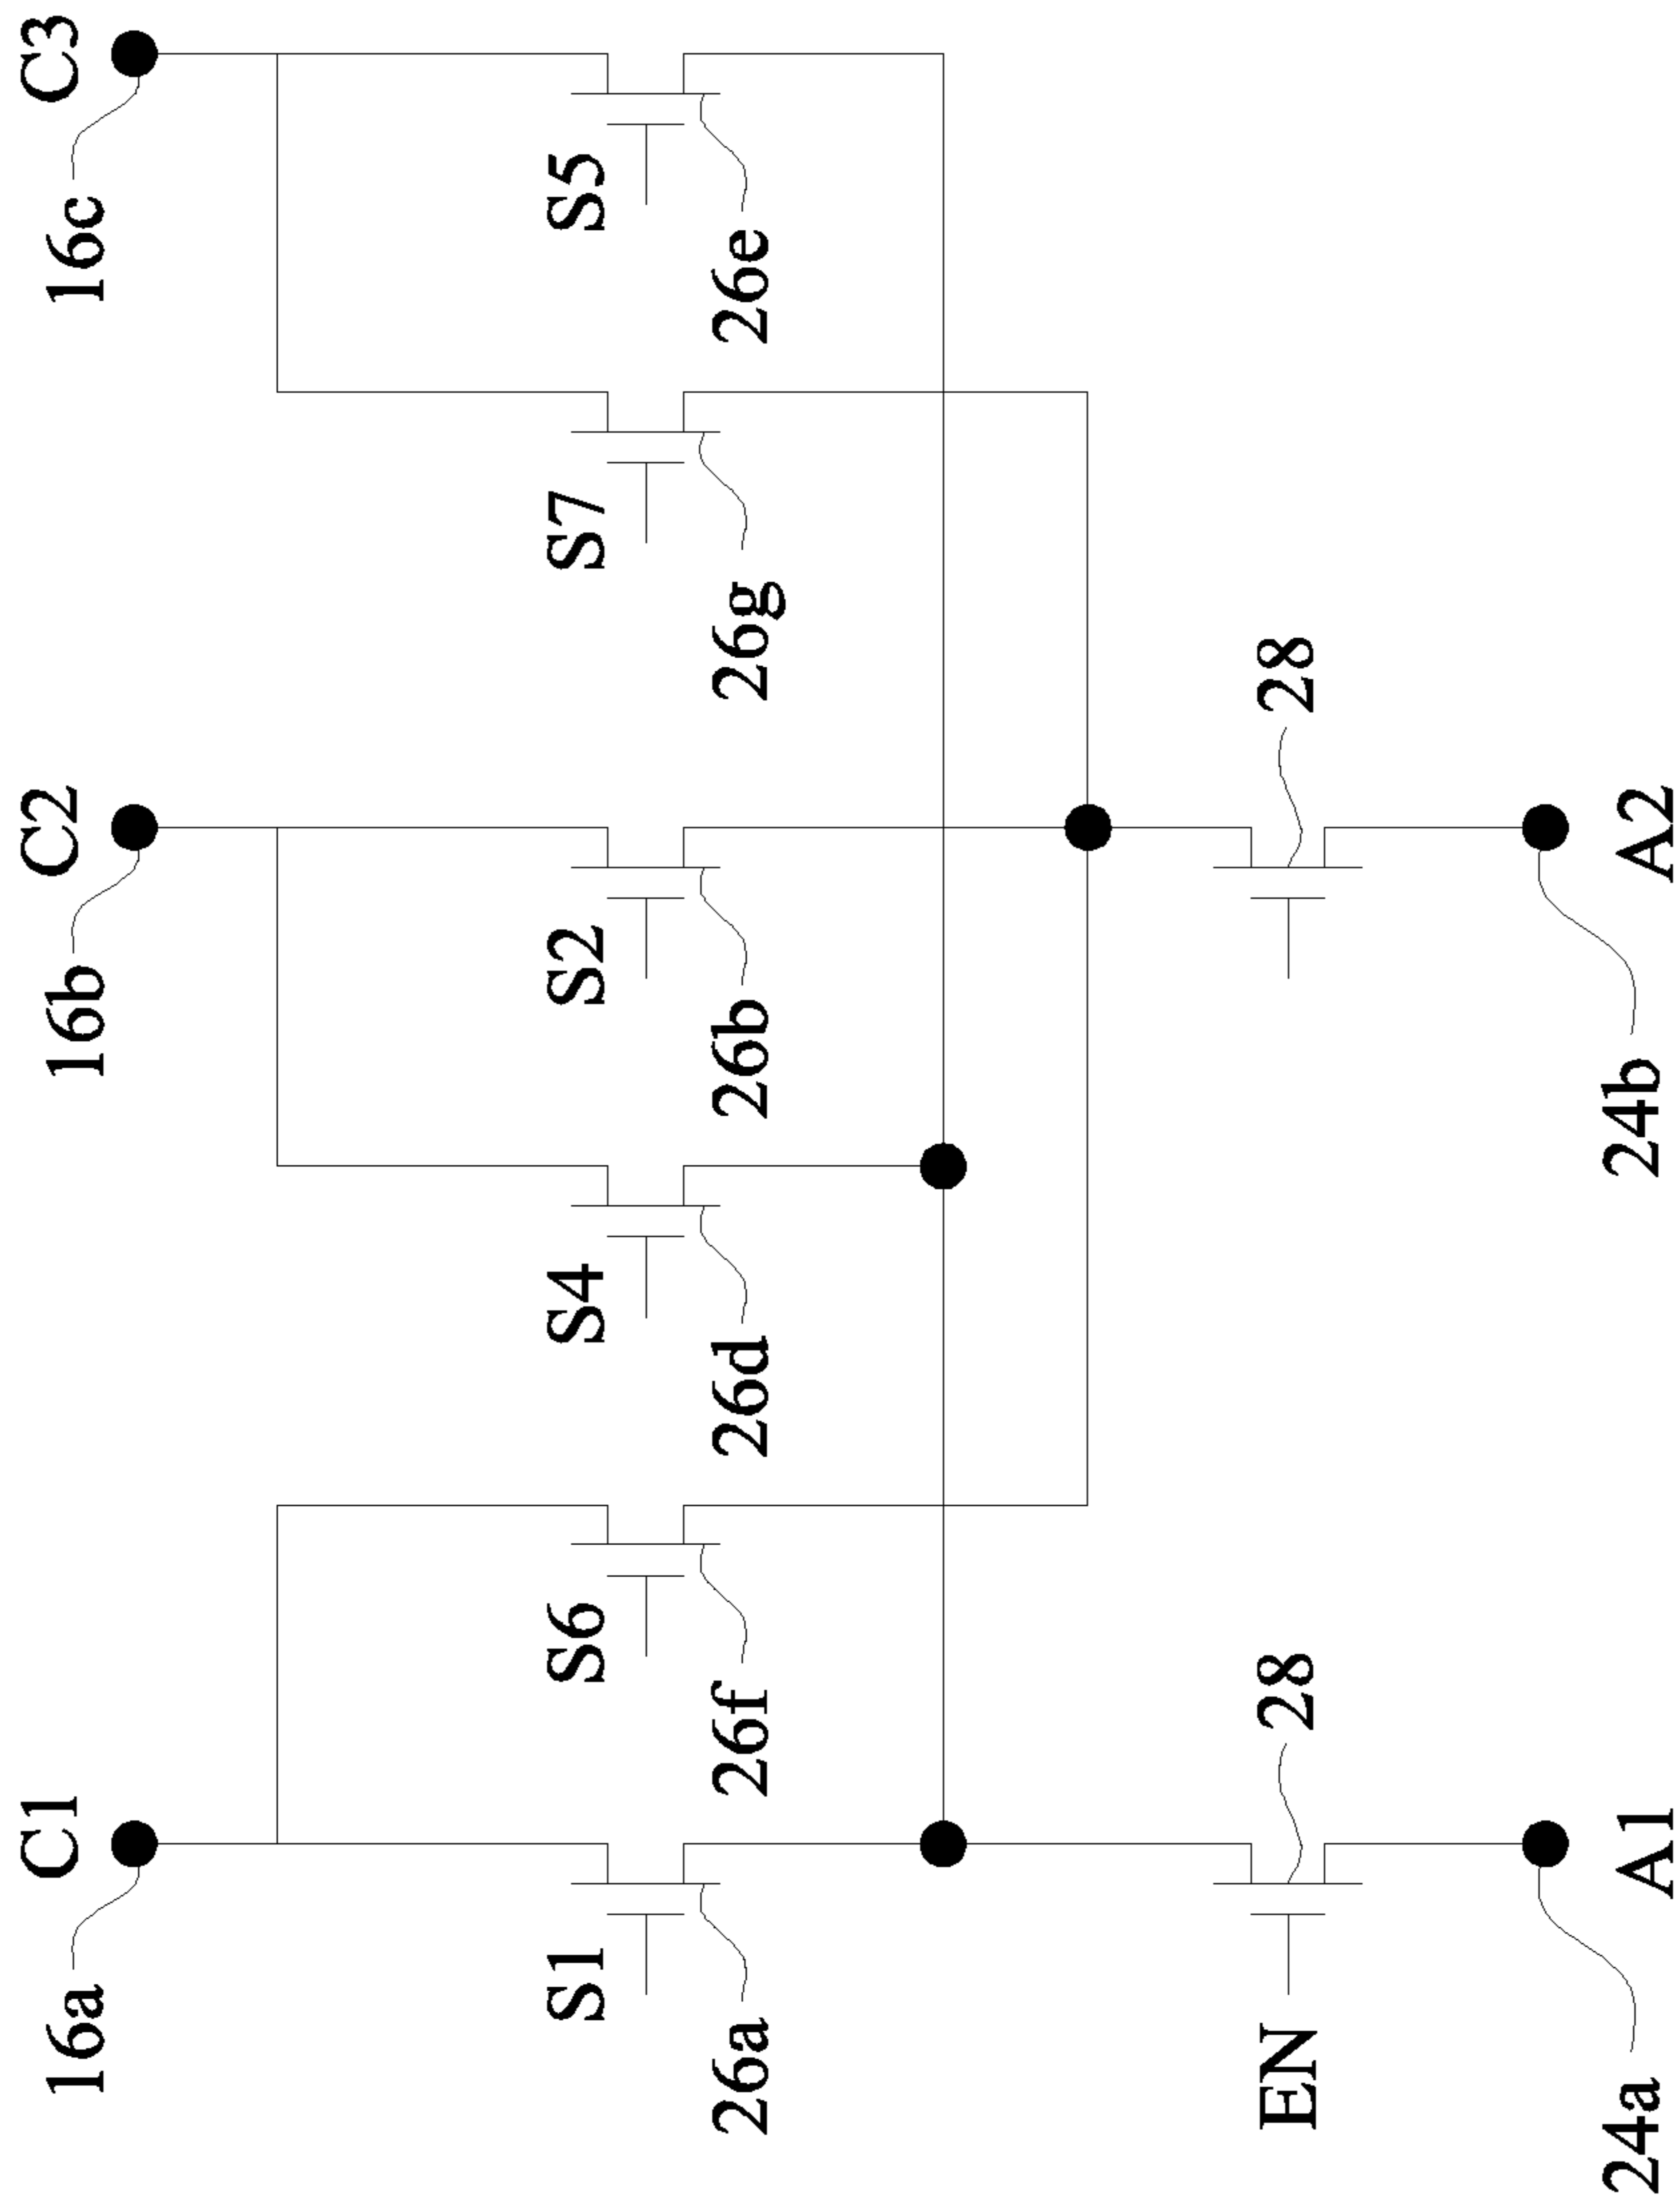 C1 C2 C3
16a 16b 16c
S1 S6 S4 S2 S7 S5
26a 26f 26d 26b 26g 26e
EN 28 28
24a 24b
A1 A2